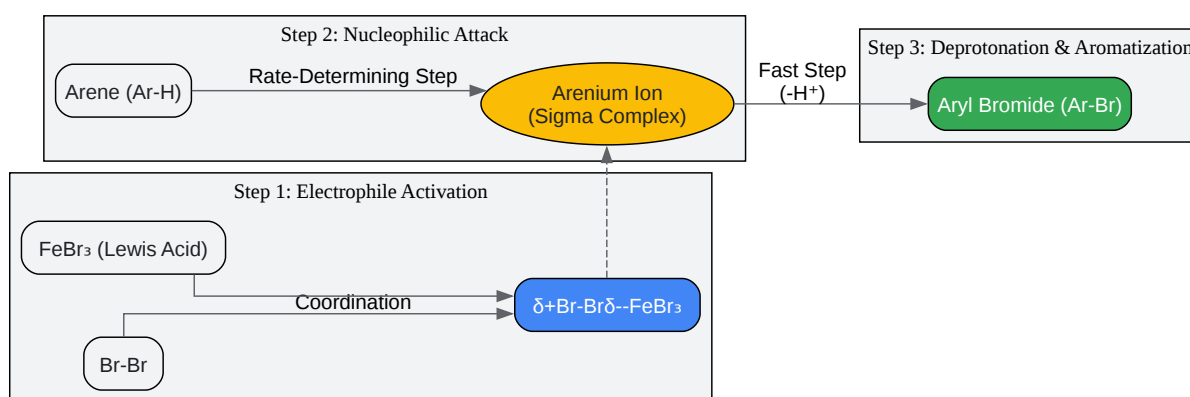 Step 2: Nucleophilic Attack
Arene (Ar-H)
Rate-Determining Step
Arenium Ion
(Sigma Complex)
Fast Step
(-H⁺)
Step 3: Deprotonation & Aromatization
Aryl Bromide (Ar-Br)
Step 1: Electrophile Activation
FeBr₃ (Lewis Acid)
Coordination
δ+Br-Brδ--FeBr₃
Br-Br